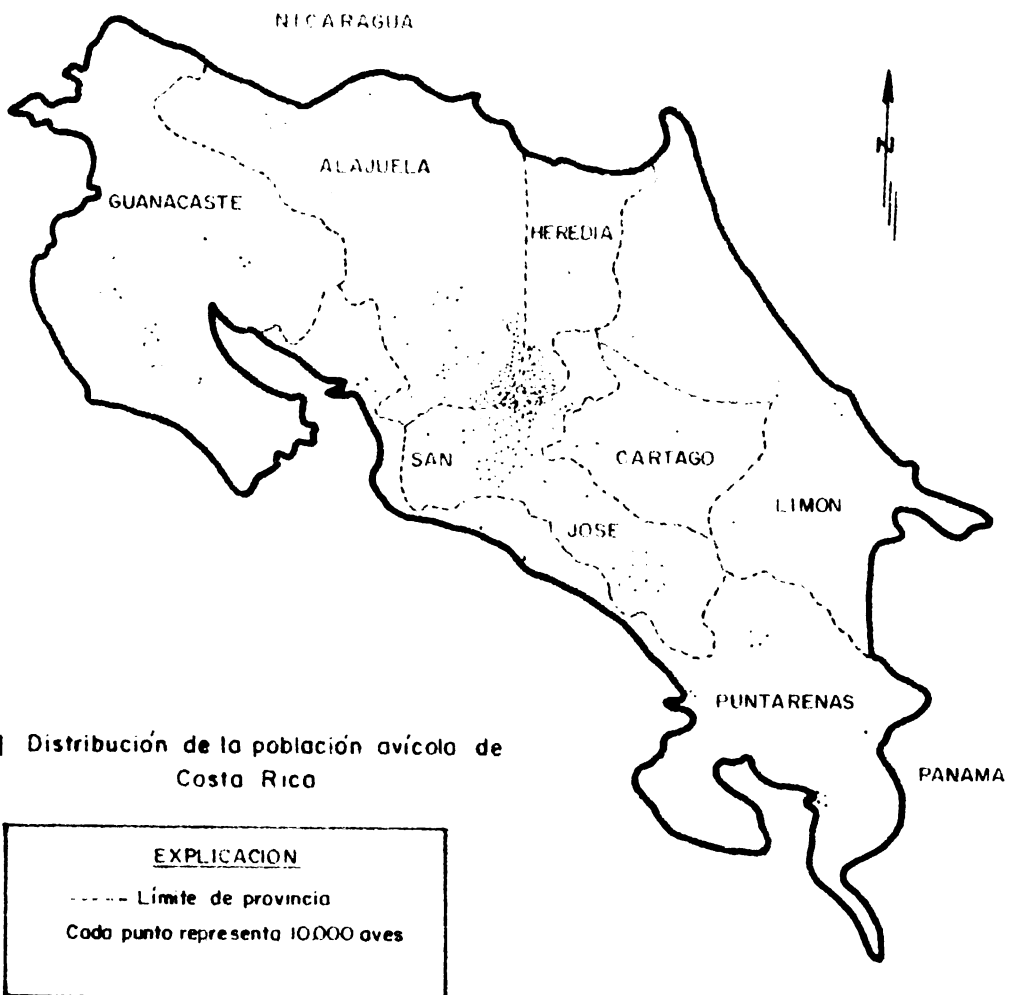 NICARAGUA
N
ALAJUELA
GUANACASTE
HEREDIA
SAN
CARTAGO
LIMON
JOSE
PUNTARENAS
PANAMA
Distribución de la población avícola de
Costa Rica
EXPLICACION
Límite de provincia
Cada punto representa 10.000 aves